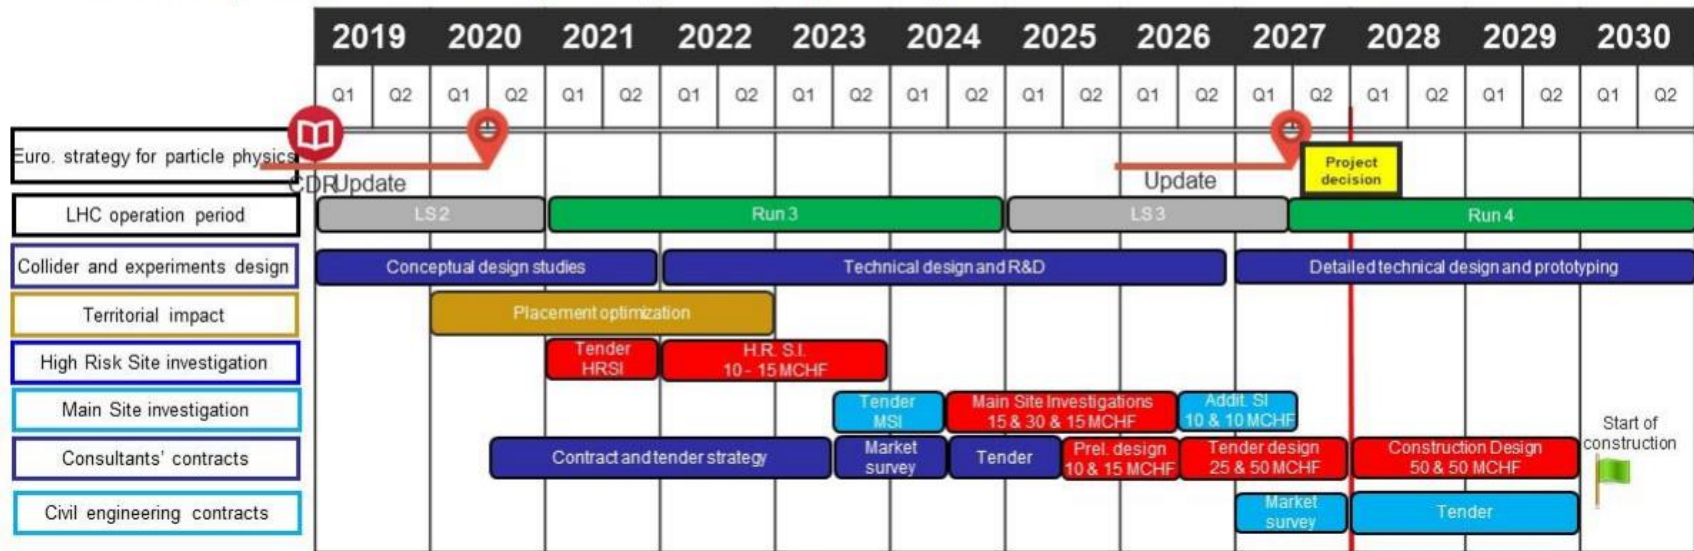 2019 2020 2021 2022 2023 2024 2025 2026 2027 2028 2029 2030
Q1 Q2 Q1 Q2 Q1 Q2 Q1 Q2 Q1 Q2 Q1 Q2 Q1 Q2 Q1 Q2 Q1 Q2 Q1 Q2 Q1 Q2 Q1 Q2
Euro. strategy for particle physics
CDR
Update
Update
Project
decision
LHC operation period
LS 2
Run 3
LS 3
Run 4
Collider and experiments design
Conceptual design studies
Technical design and R&D
Detailed technical design and prototyping
Territorial impact
Placement optimization
High Risk Site investigation
Tender
HRSI
H.R. S.I.
10 - 15 MCHF
Main Site investigation
Tender
MSI
Main Site Investigations
15 & 30 & 15 MCHF
Addit. SI
10 & 10 MCHF
Start of
construction
Consultants' contracts
Contract and tender strategy
Market
survey
Tender
Prel. design
10 & 15 MCHF
Tender design
25 & 50 MCHF
Construction Design
50 & 50 MCHF
Civil engineering contracts
Market
survey
Tender